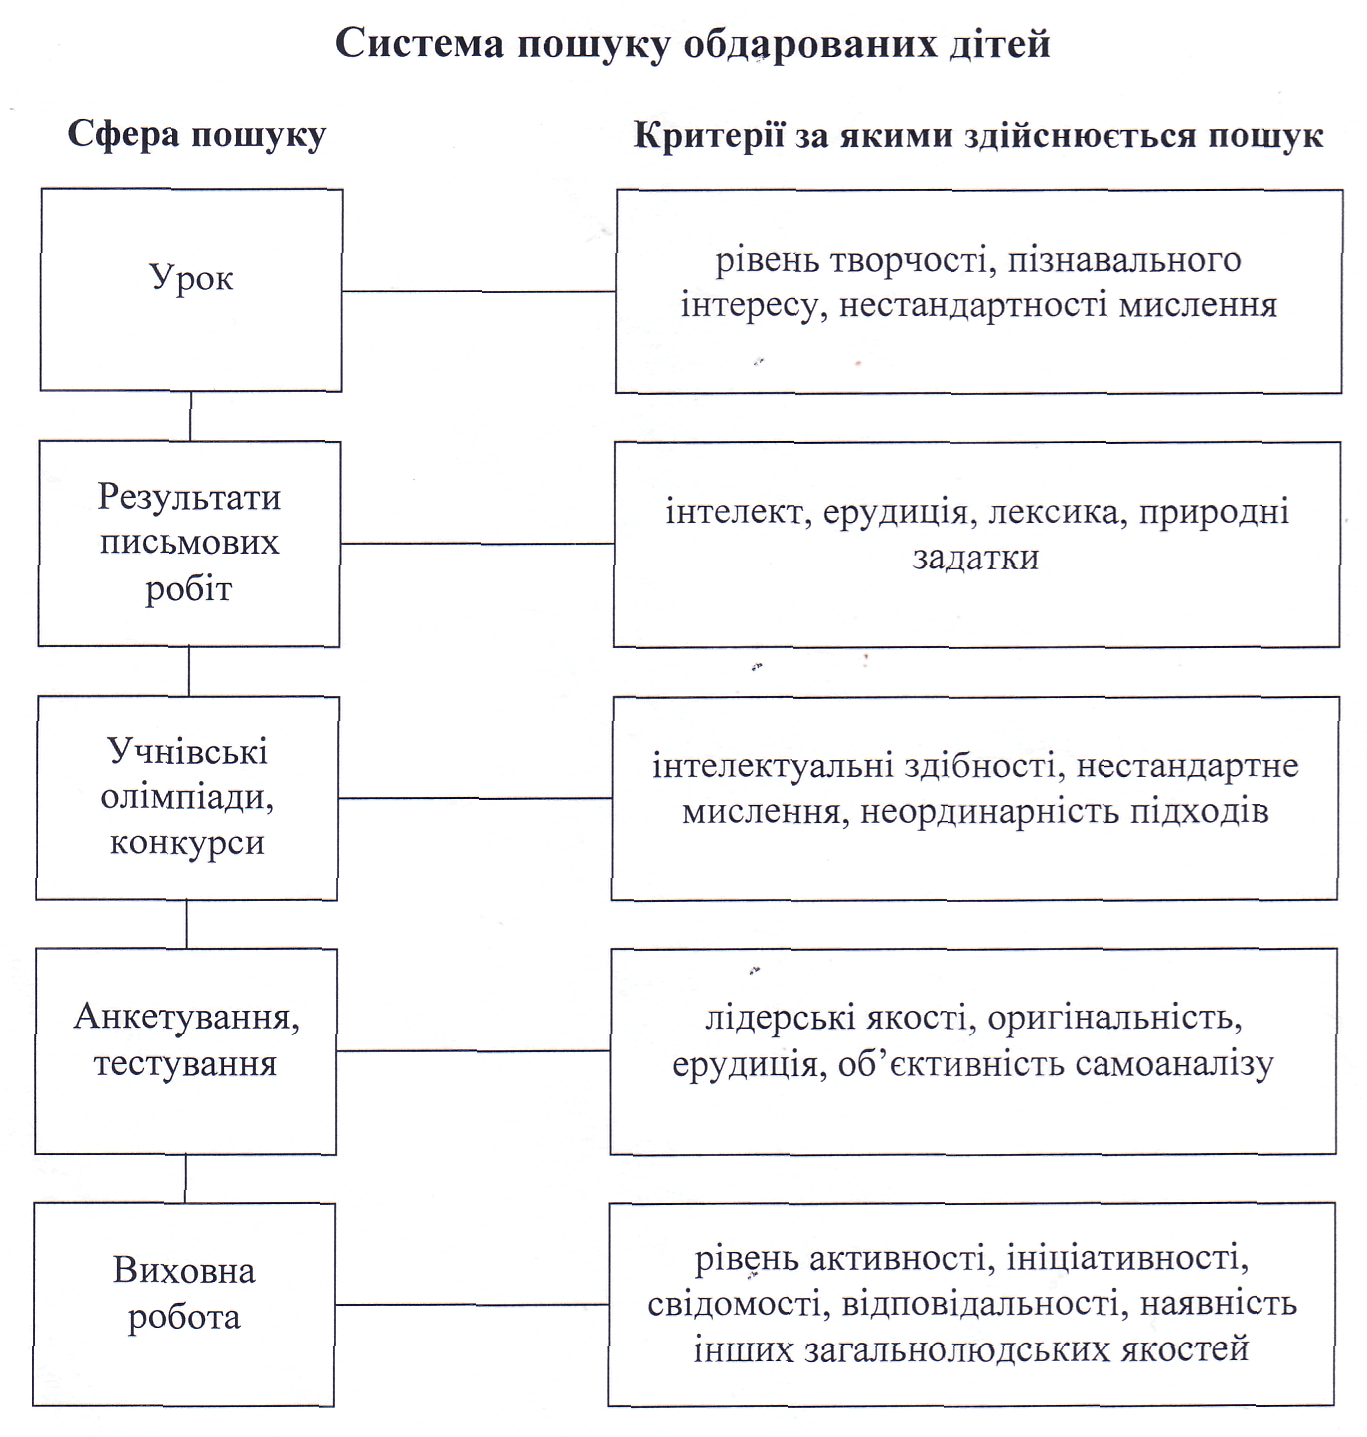 Система пошуку обдарованих дітей
Сфера пошуку
Критерії за якими здійснюється пошук
Урок
рівень творчості, пізнавального
інтересу, нестандартності мислення
Результати
письмових
робіт
інтелект, ерудиція, лексика, природні
задатки
Учнівські
олімпіади,
конкурси
інтелектуальні здібності, нестандартне
мислення, неординарність підходів
Анкетування,
тестування
лідерські якості, оригінальність,
ерудиція, об’єктивність самоаналізу
Виховна
робота
рівень активності, ініціативності,
свідомості, відповідальності, наявність
інших загальнолюдських якостей